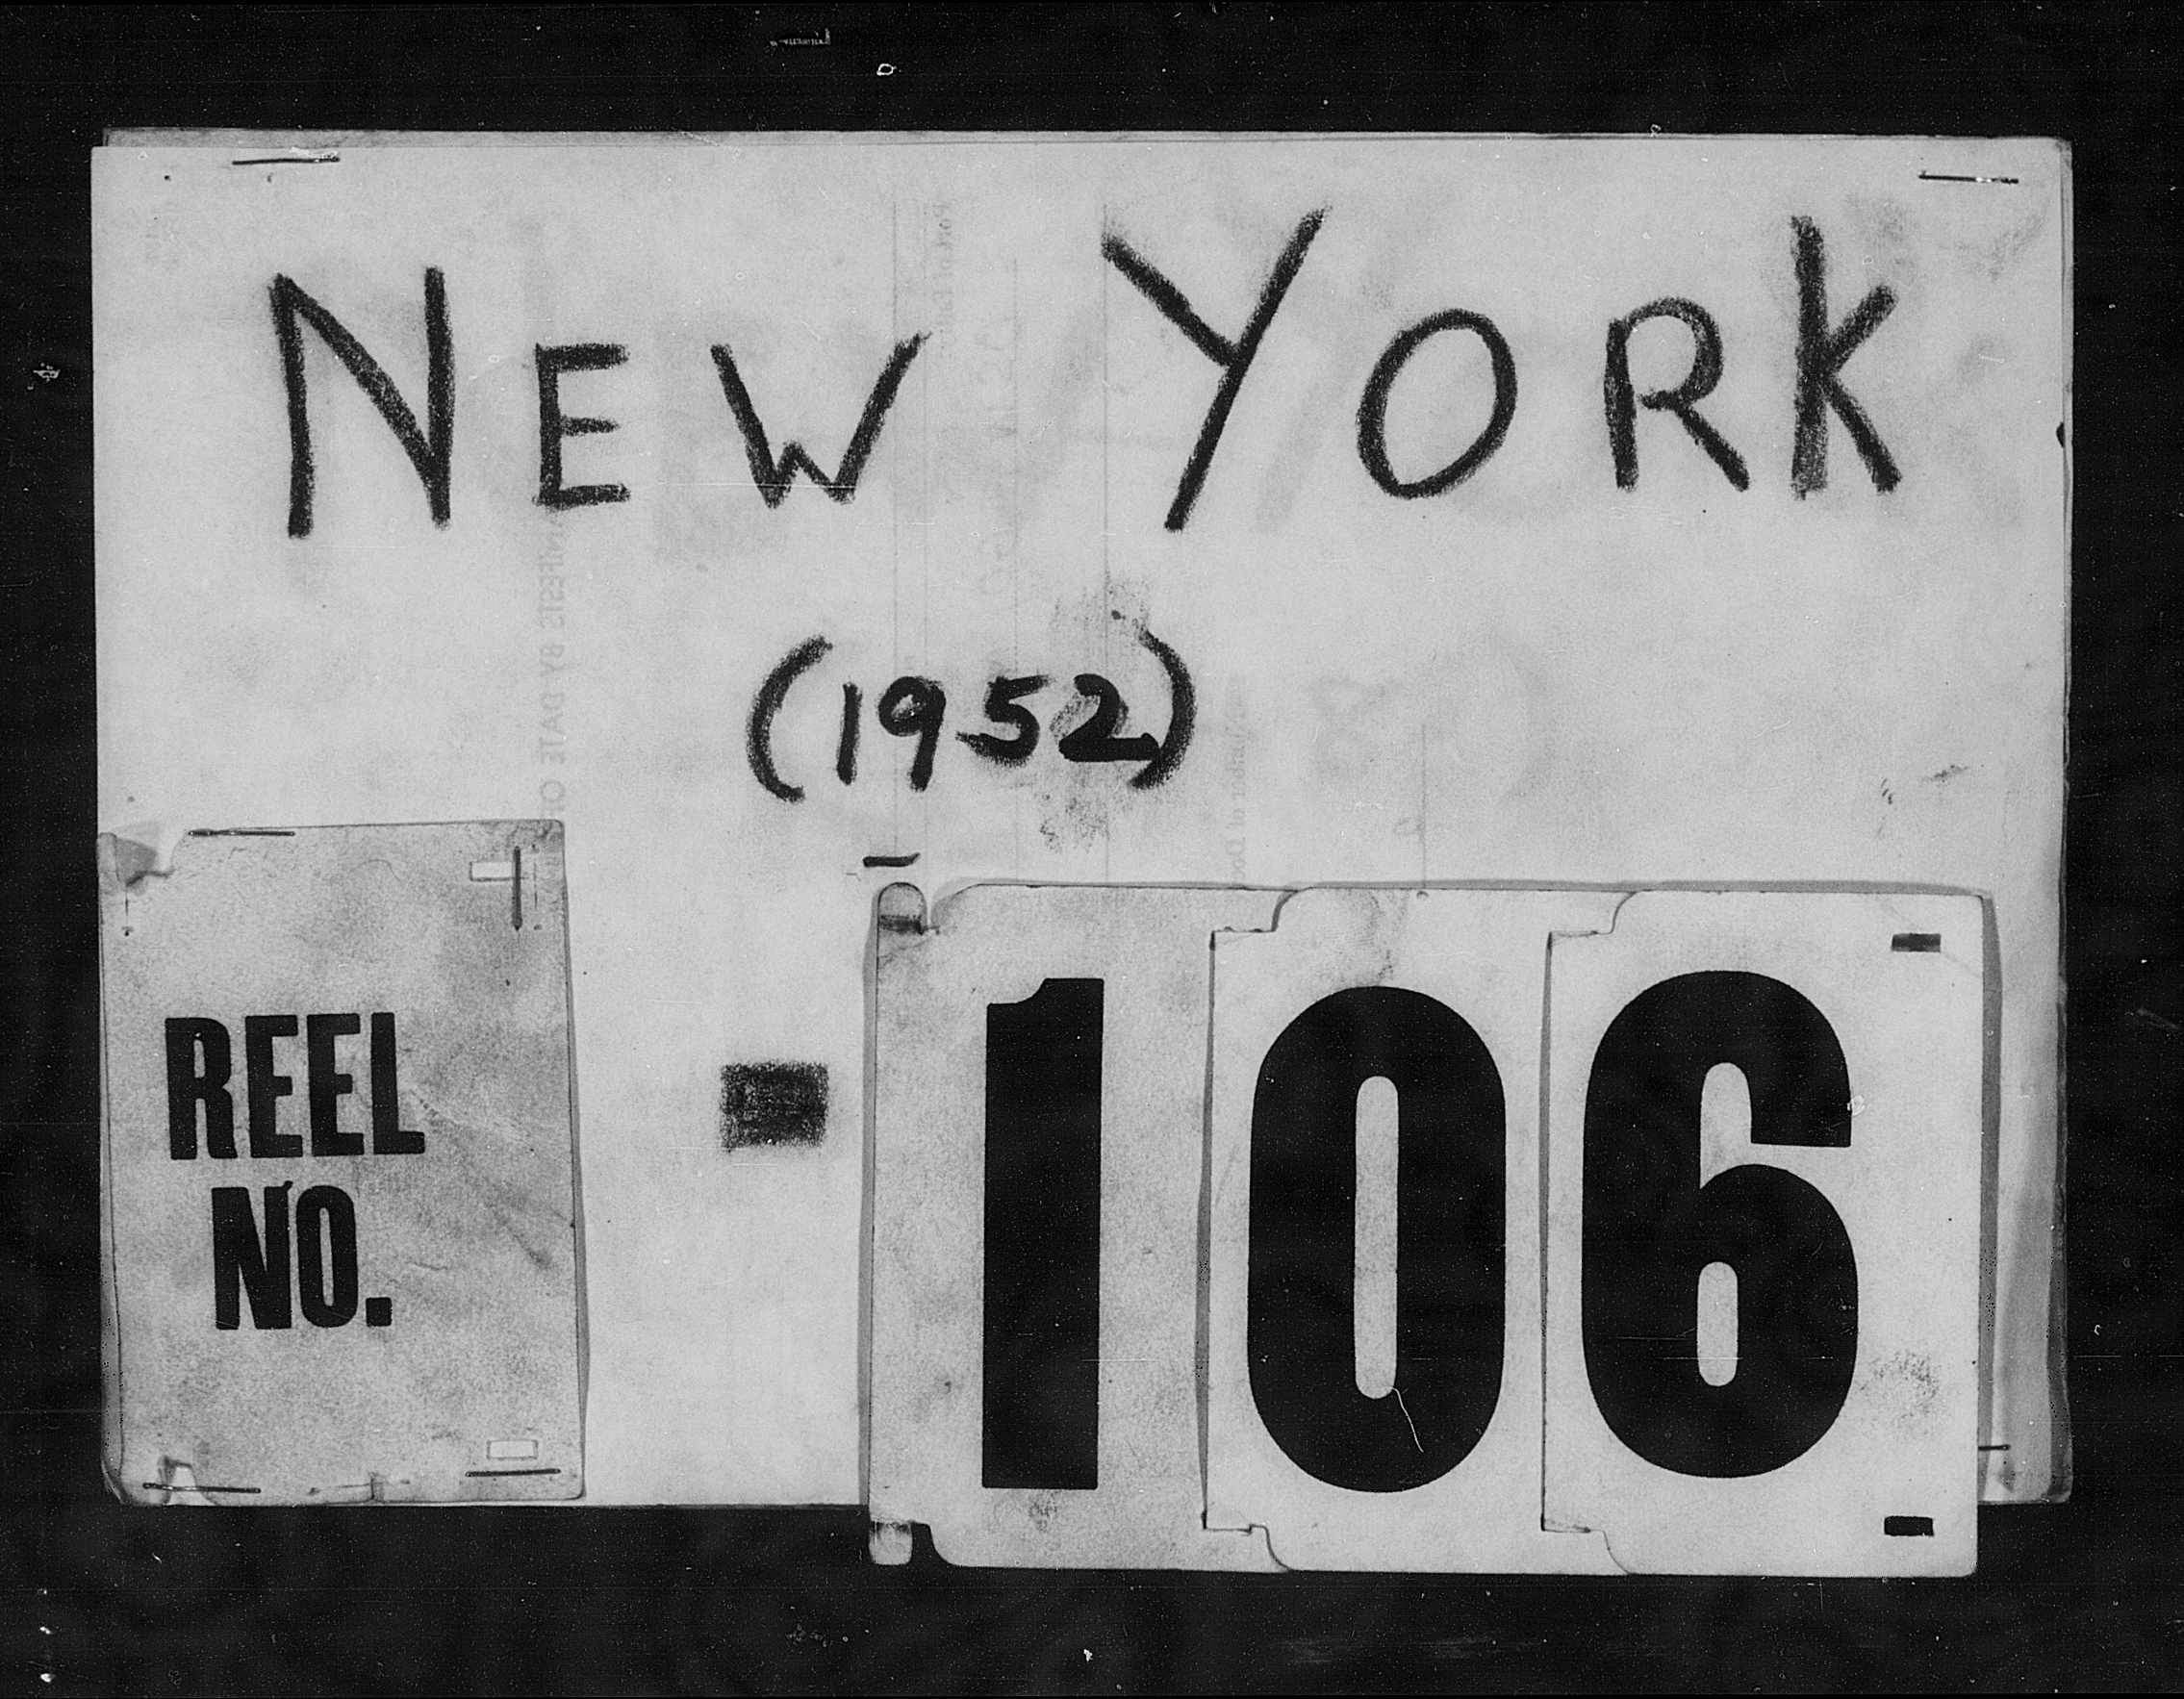 NEW YORK
(1952)
REEL
NO.
106